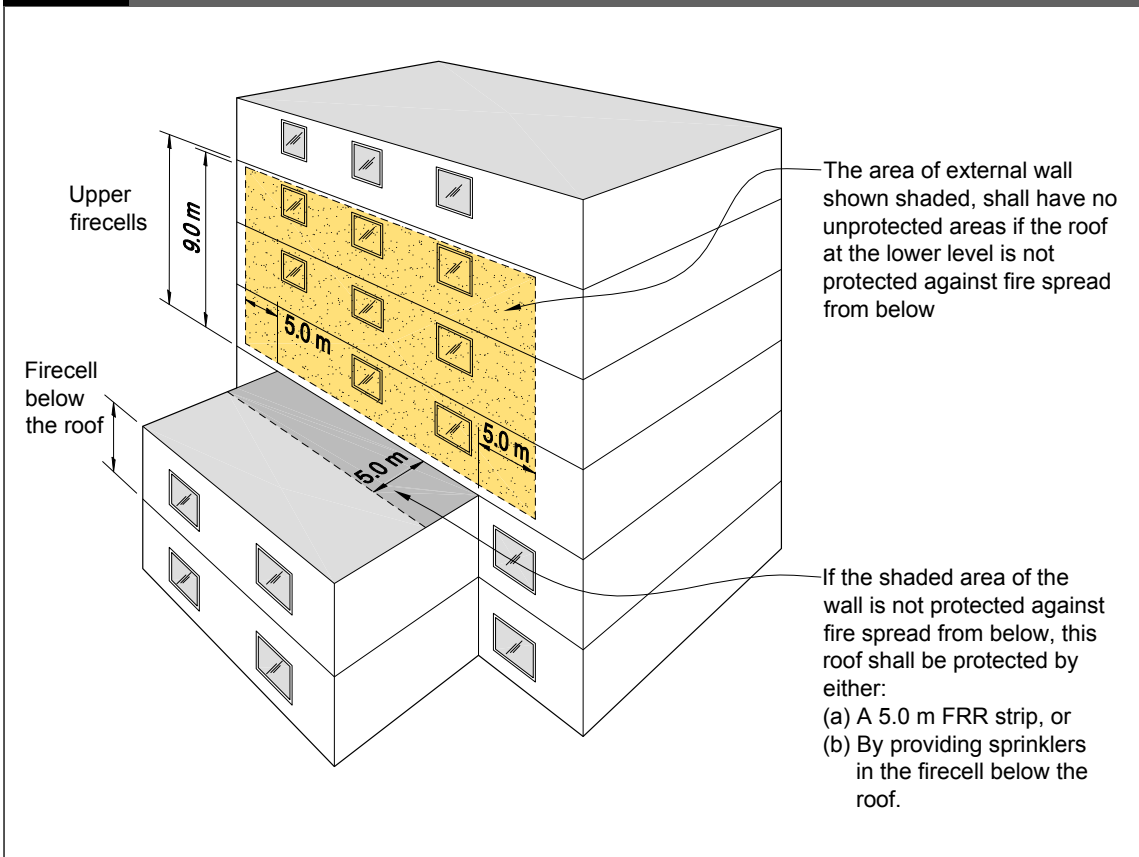 Upper
firecells
9.0 m
The area of external wall
shown shaded, shall have no
unprotected areas if the roof
at the lower level is not
protected against fire spread
from below
5.0 m
Firecell
below
the roof
5.0 m
5.0 m
If the shaded area of the
wall is not protected against
fire spread from below, this
roof shall be protected by
either:
(a) A 5.0 m FRR strip, or
(b) By providing sprinklers
in the firecell below the
roof.